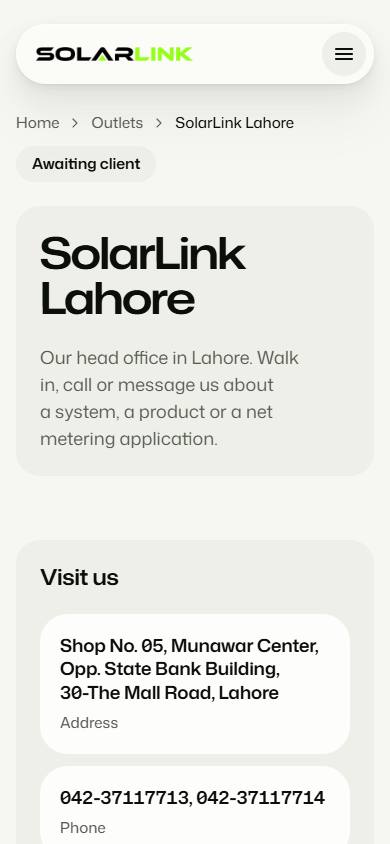 SOLARLINK
Home > Outlets > SolarLink Lahore
Awaiting client
SolarLink
Lahore
Our head office in Lahore. Walk
in, call or message us about
a system, a product or a net
metering application.
Visit us
Shop No. 05, Munawar Center,
Opp. State Bank Building,
30-The Mall Road, Lahore
Address
042-37117713, 042-37117714
Phone